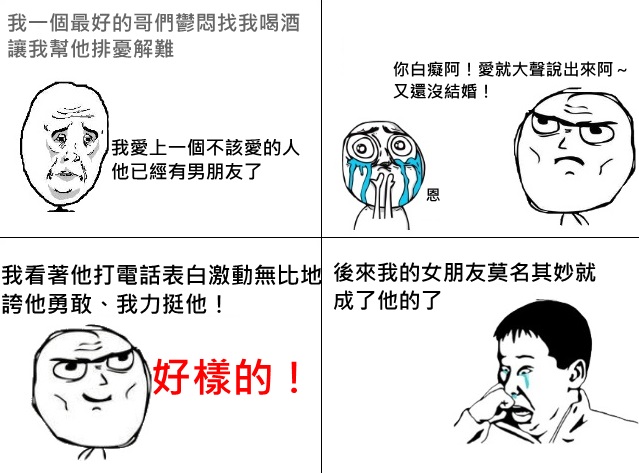 我一個最好的哥們鬱悶找我喝酒
讓我幫他排憂解難
我愛上一個不該愛的人
他已經有男朋友了
你白癡阿！愛就大聲說出來阿～
又還沒結婚！
恩
我看著他打電話表白激動無比地
誇他勇敢、我力挺他！
好樣的！
後來我的女朋友莫名其妙就
成了他的了